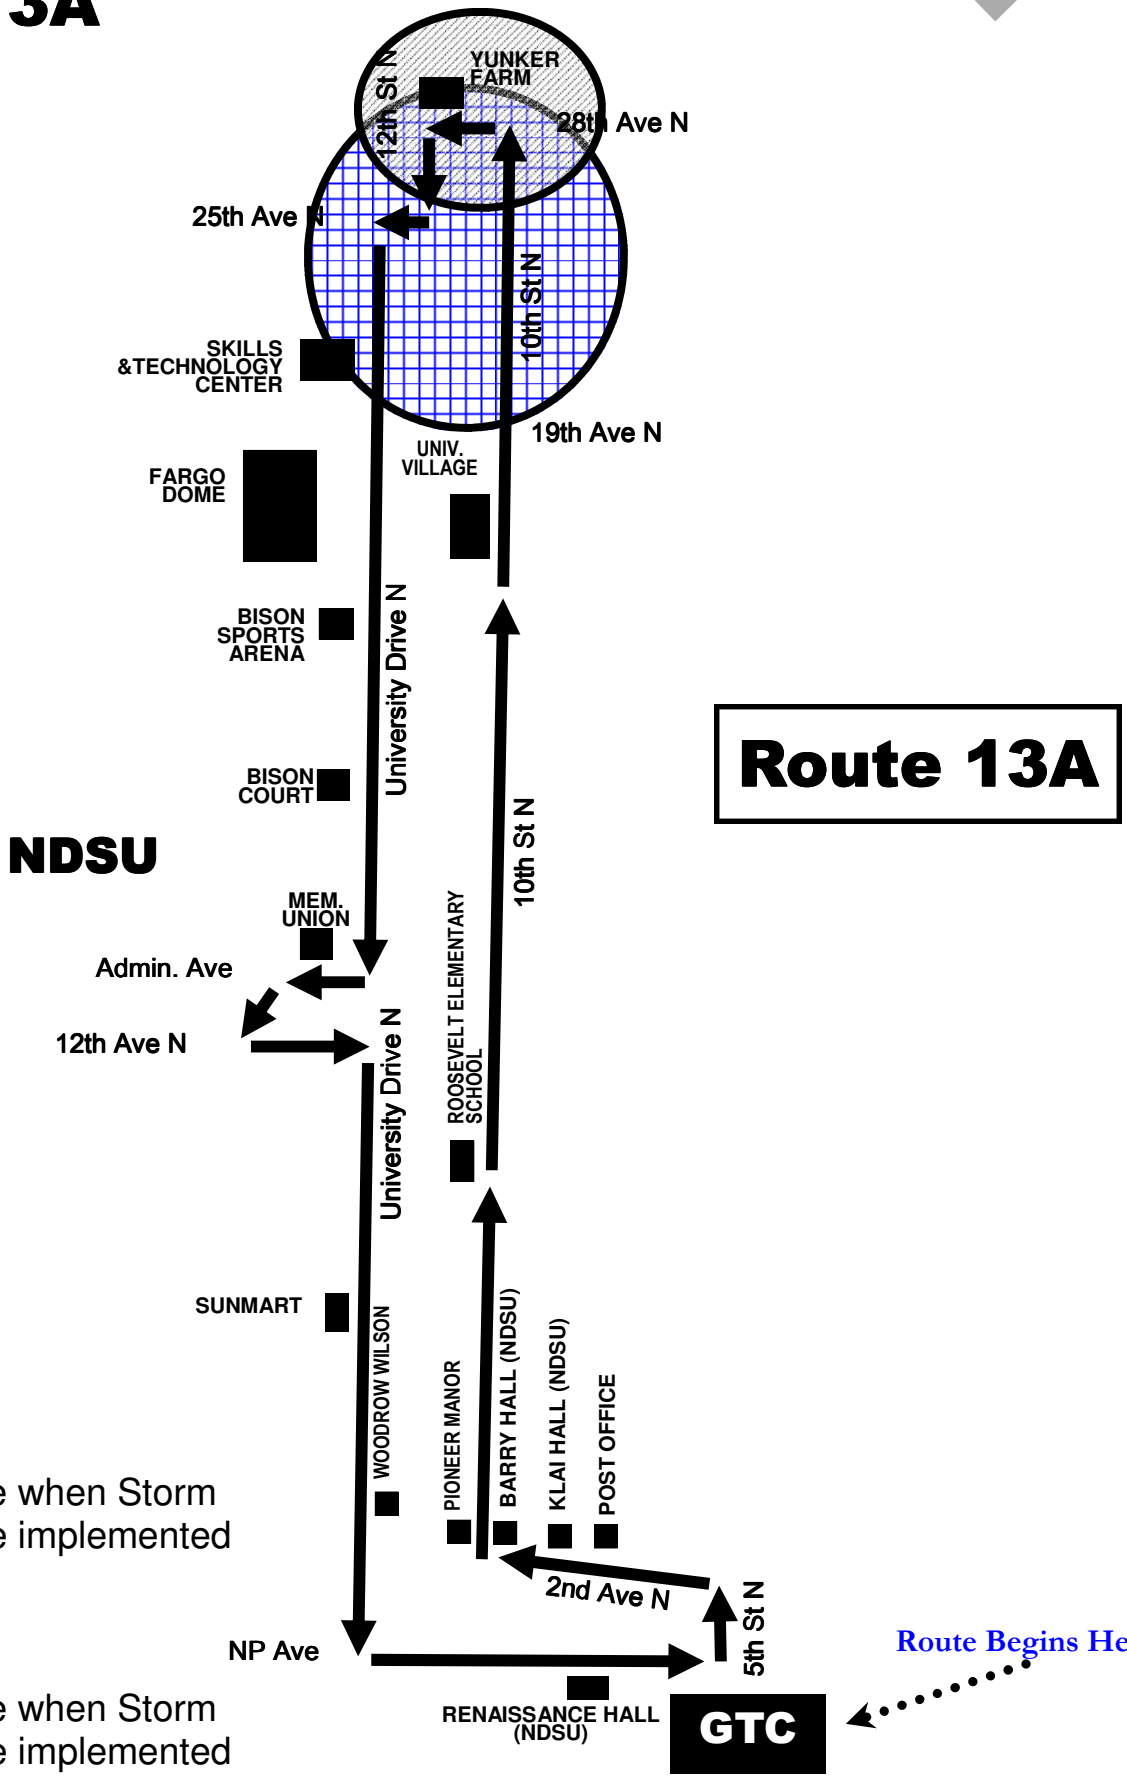 3A
YUNKER
FARM
12th St N
28th Ave N
25th Ave N
10th St N
SKILLS
&TECHNOLOGY
CENTER
19th Ave N
UNIV.
VILLAGE
FARGO
DOME
University Drive N
BISON
SPORTS
ARENA
Route 13A
BISON
COURT
10th St N
NDSU
MEM.
UNION
ROOSEVELT ELEMENTARY
SCHOOL
Admin. Ave
12th Ave N
University Drive N
SUNMART
WOODROW WILSON
PIONEER MANOR
BARRY HALL (NDSU)
KLAI HALL (NDSU)
POST OFFICE
e when Storm
e implemented
2nd Ave N
5th St N
NP Ave
Route Begins He
e when Storm
e implemented
RENAISSANCE HALL
(NDSU)
GTC